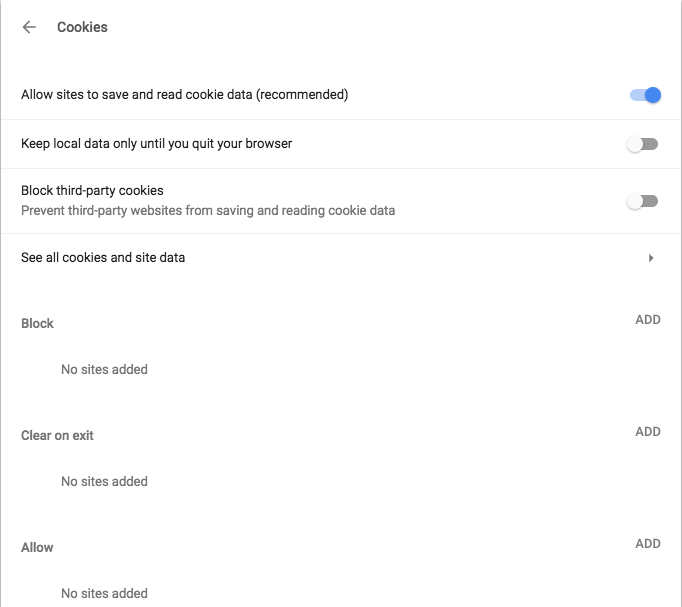 Cookies
Allow sites to save and read cookie data (recommended)
Keep local data only until you quit your browser
Block third-party cookies
Prevent third-party websites from saving and reading cookie data
See all cookies and site data
Block
ADD
No sites added
Clear on exit
ADD
No sites added
Allow
ADD
No sites added